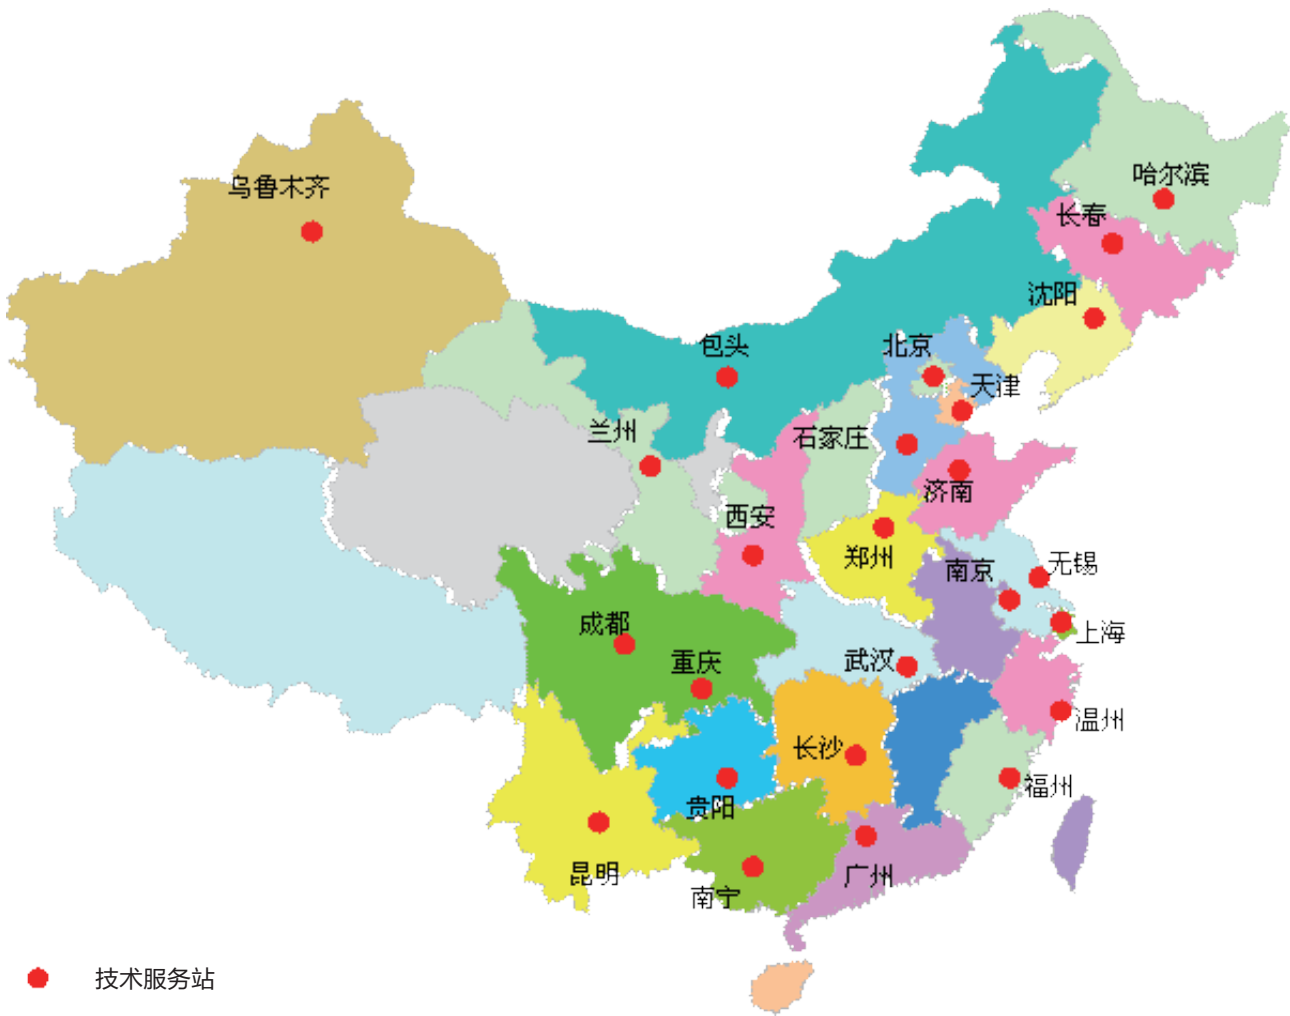 哈尔滨
乌鲁木齐
长春
沈阳
包头
北京
天津
兰州
石家庄
济南
西安
郑州
无锡
南京
成都
上海
重庆
武汉
温州
长沙
福州
贵阳
昆明
广州
南宁
技术服务站